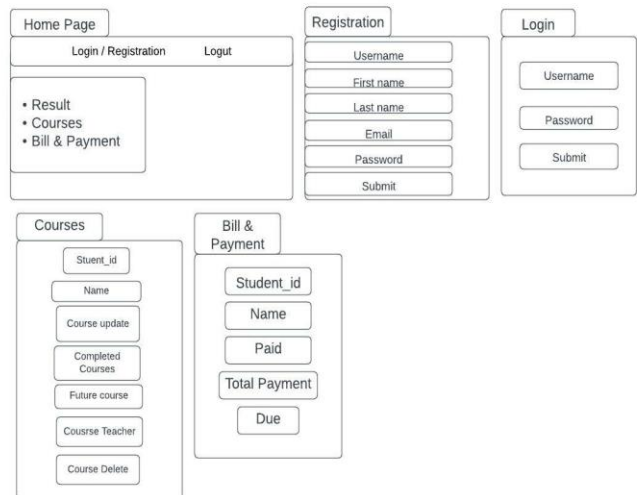 Home Page
Login / Registration Logut
• Result
• Courses
• Bill & Payment
Registration
Username
First name
Last name
Email
Password
Submit
Login
Username
Password
Submit
Courses
Stuent_id
Name
Course update
Completed
Courses
Future course
Cousrse Teacher
Course Delete
Bill &
Payment
Student_id
Name
Paid
Total Payment
Due